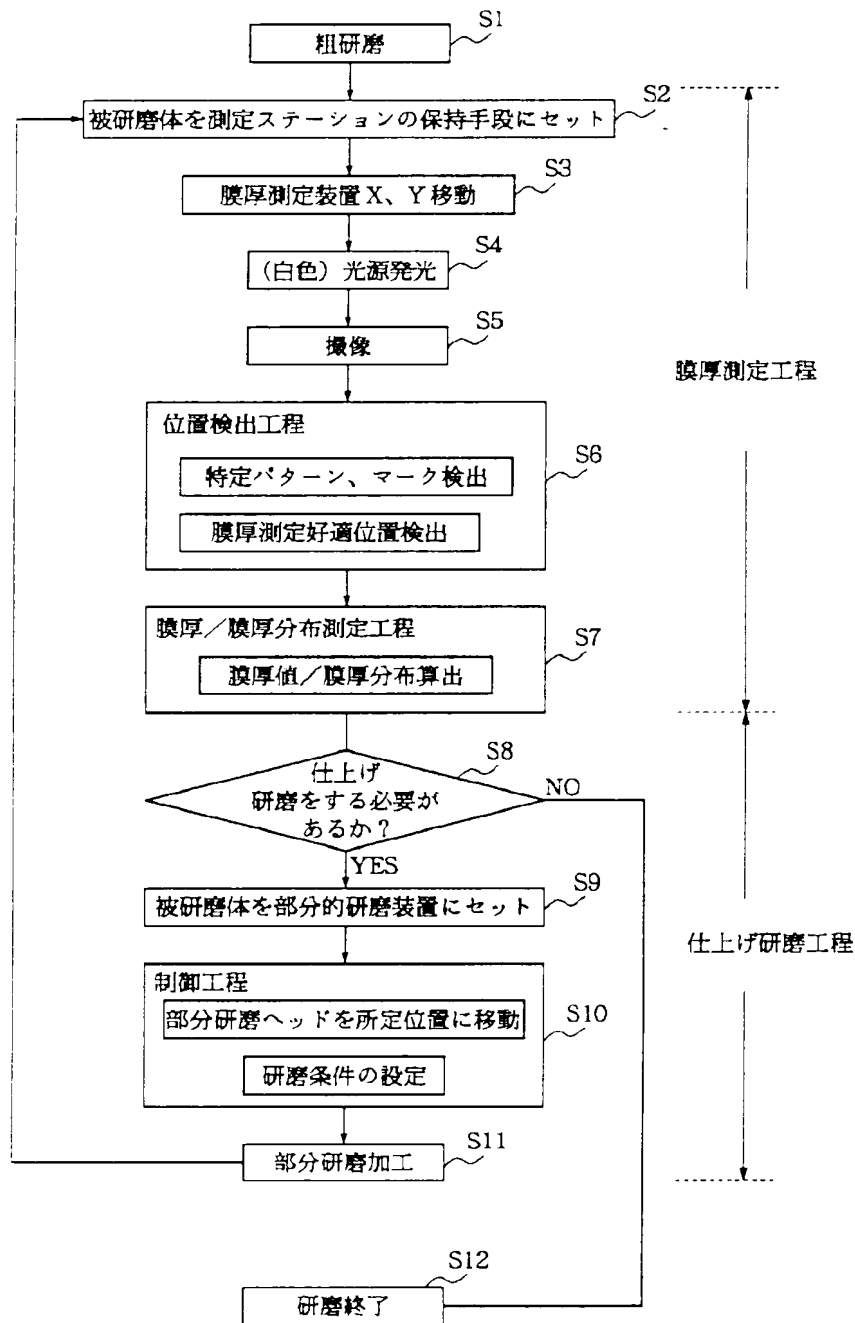 S1
粗研磨
S2
被研磨体を測定ステーションの保持手段にセット
S3
膜厚測定装置X、Y移動
S4
(白色)光源発光
S5
撮像
膜厚測定工程
位置検出工程
S6
特定パターン、マーク検出
膜厚測定好適位置検出
膜厚/膜厚分布測定工程
S7
膜厚値/膜厚分布算出
S8
仕上げ
研磨をする必要が
あるか?
NO
YES
S9
被研磨体を部分的研磨装置にセット
仕上げ研磨工程
制御工程
部分研磨ヘッドを所定位置に移動
S10
研磨条件の設定
S11
部分研磨加工
S12
研磨終了